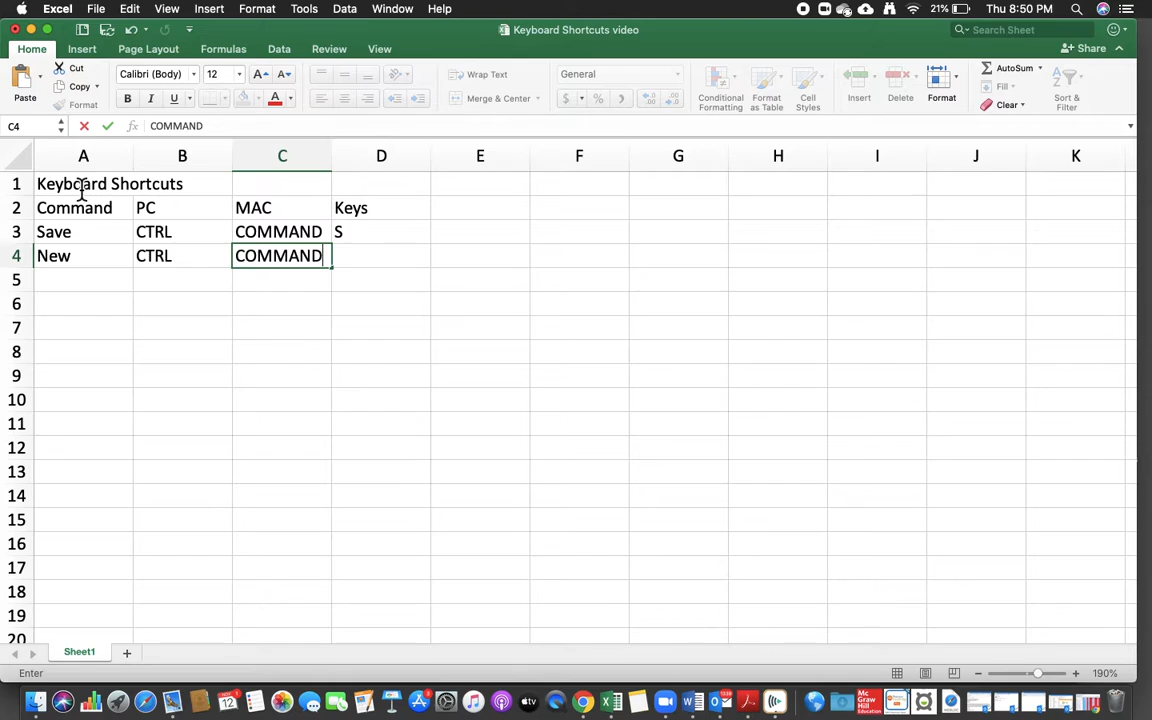 Excel File Edit View Insert Format Tools Data Window Help 21% Thu 8:50 PM
Keyboard Shortcuts video Search Sheet
Home Insert Page Layout Formulas Data Review View Share
Paste Cut Copy Format Calibri (Body) 12 A A B I U A Wrap Text Merge & Center General $ % Conditional Formatting Format as Table Cell Styles Insert Delete Format AutoSum Fill Clear Sort & Filter
C4 fx COMMAND
A B C D E F G H I J K
1 Keyboard Shortcuts
2 Command PC MAC Keys
3 Save CTRL COMMAND S
4 New CTRL COMMAND
5
6
7
8
9
10
11
12
13
14
15
16
17
18
19
20
Sheet1 +
Enter 190%